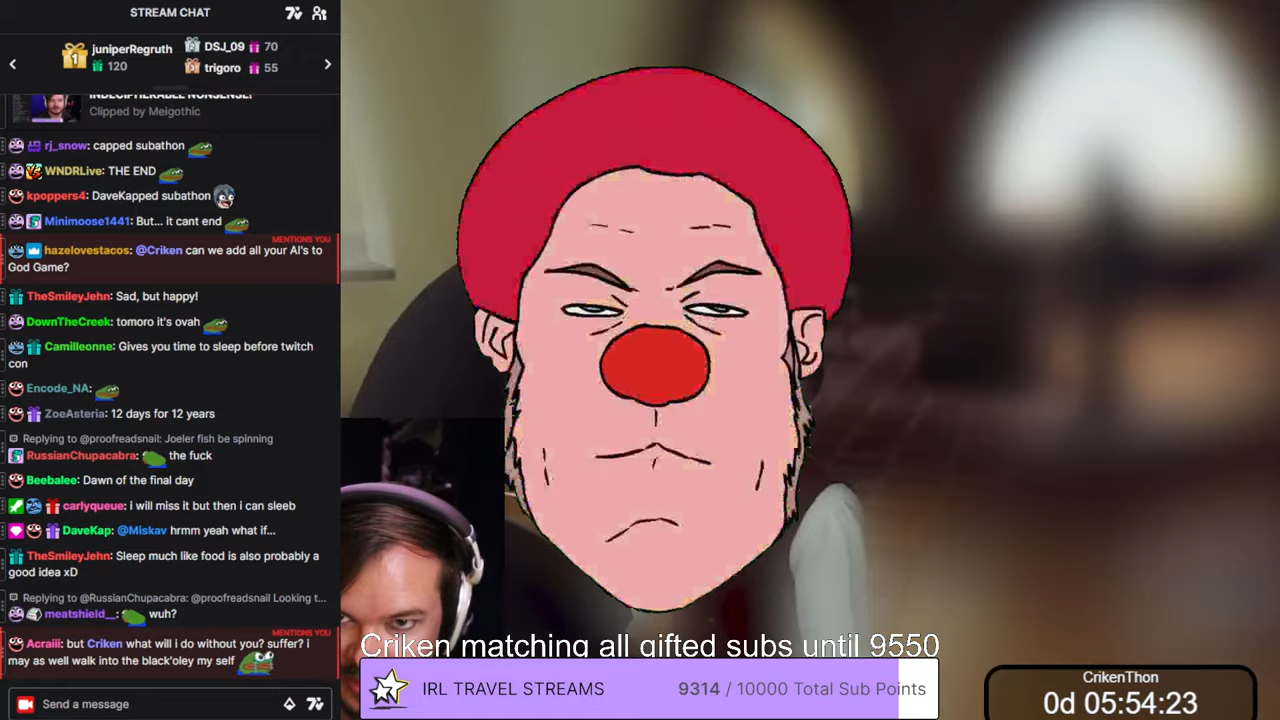 STREAM CHAT
juniperRegruth
120
DSJ_09 70
trigoro 55
INDECIPHERABLE NONSENSE!
Clipped by Meigothic
rj_snow: capped subathon
WNDRLive: THE END
kpoppers4: DaveKapped subathon
Minimoose1441: But... it cant end
MENTIONS YOU
hazelovestacos: @Criken can we add all your AI's to
God Game?
TheSmileyJehn: Sad, but happy!
DownTheCreek: tomoro it's ovah
Camilleonne: Gives you time to sleep before twitch
con
Encode_NA:
ZoeAsteria: 12 days for 12 years
Replying to @proofreadsnail: Joeler fish be spinning
RussianChupacabra: the fuck
Beebalee: Dawn of the final day
carlyqueue: i will miss it but then i can sleeb
DaveKap: @Miskav hrmm yeah what if...
TheSmileyJehn: Sleep much like food is also probably a
good idea xD
Replying to @RussianChupacabra: @proofreadsnail Looking t...
meatshield__: wuh?
MENTIONS YOU
Acraiii: but Criken what will i do without you? suffer? i
may as well walk into the black'oley my self
Send a message
Criken matching all gifted subs until 9550
IRL TRAVEL STREAMS 9314 / 10000 Total Sub Points
CrikenThon
0d 05:54:23